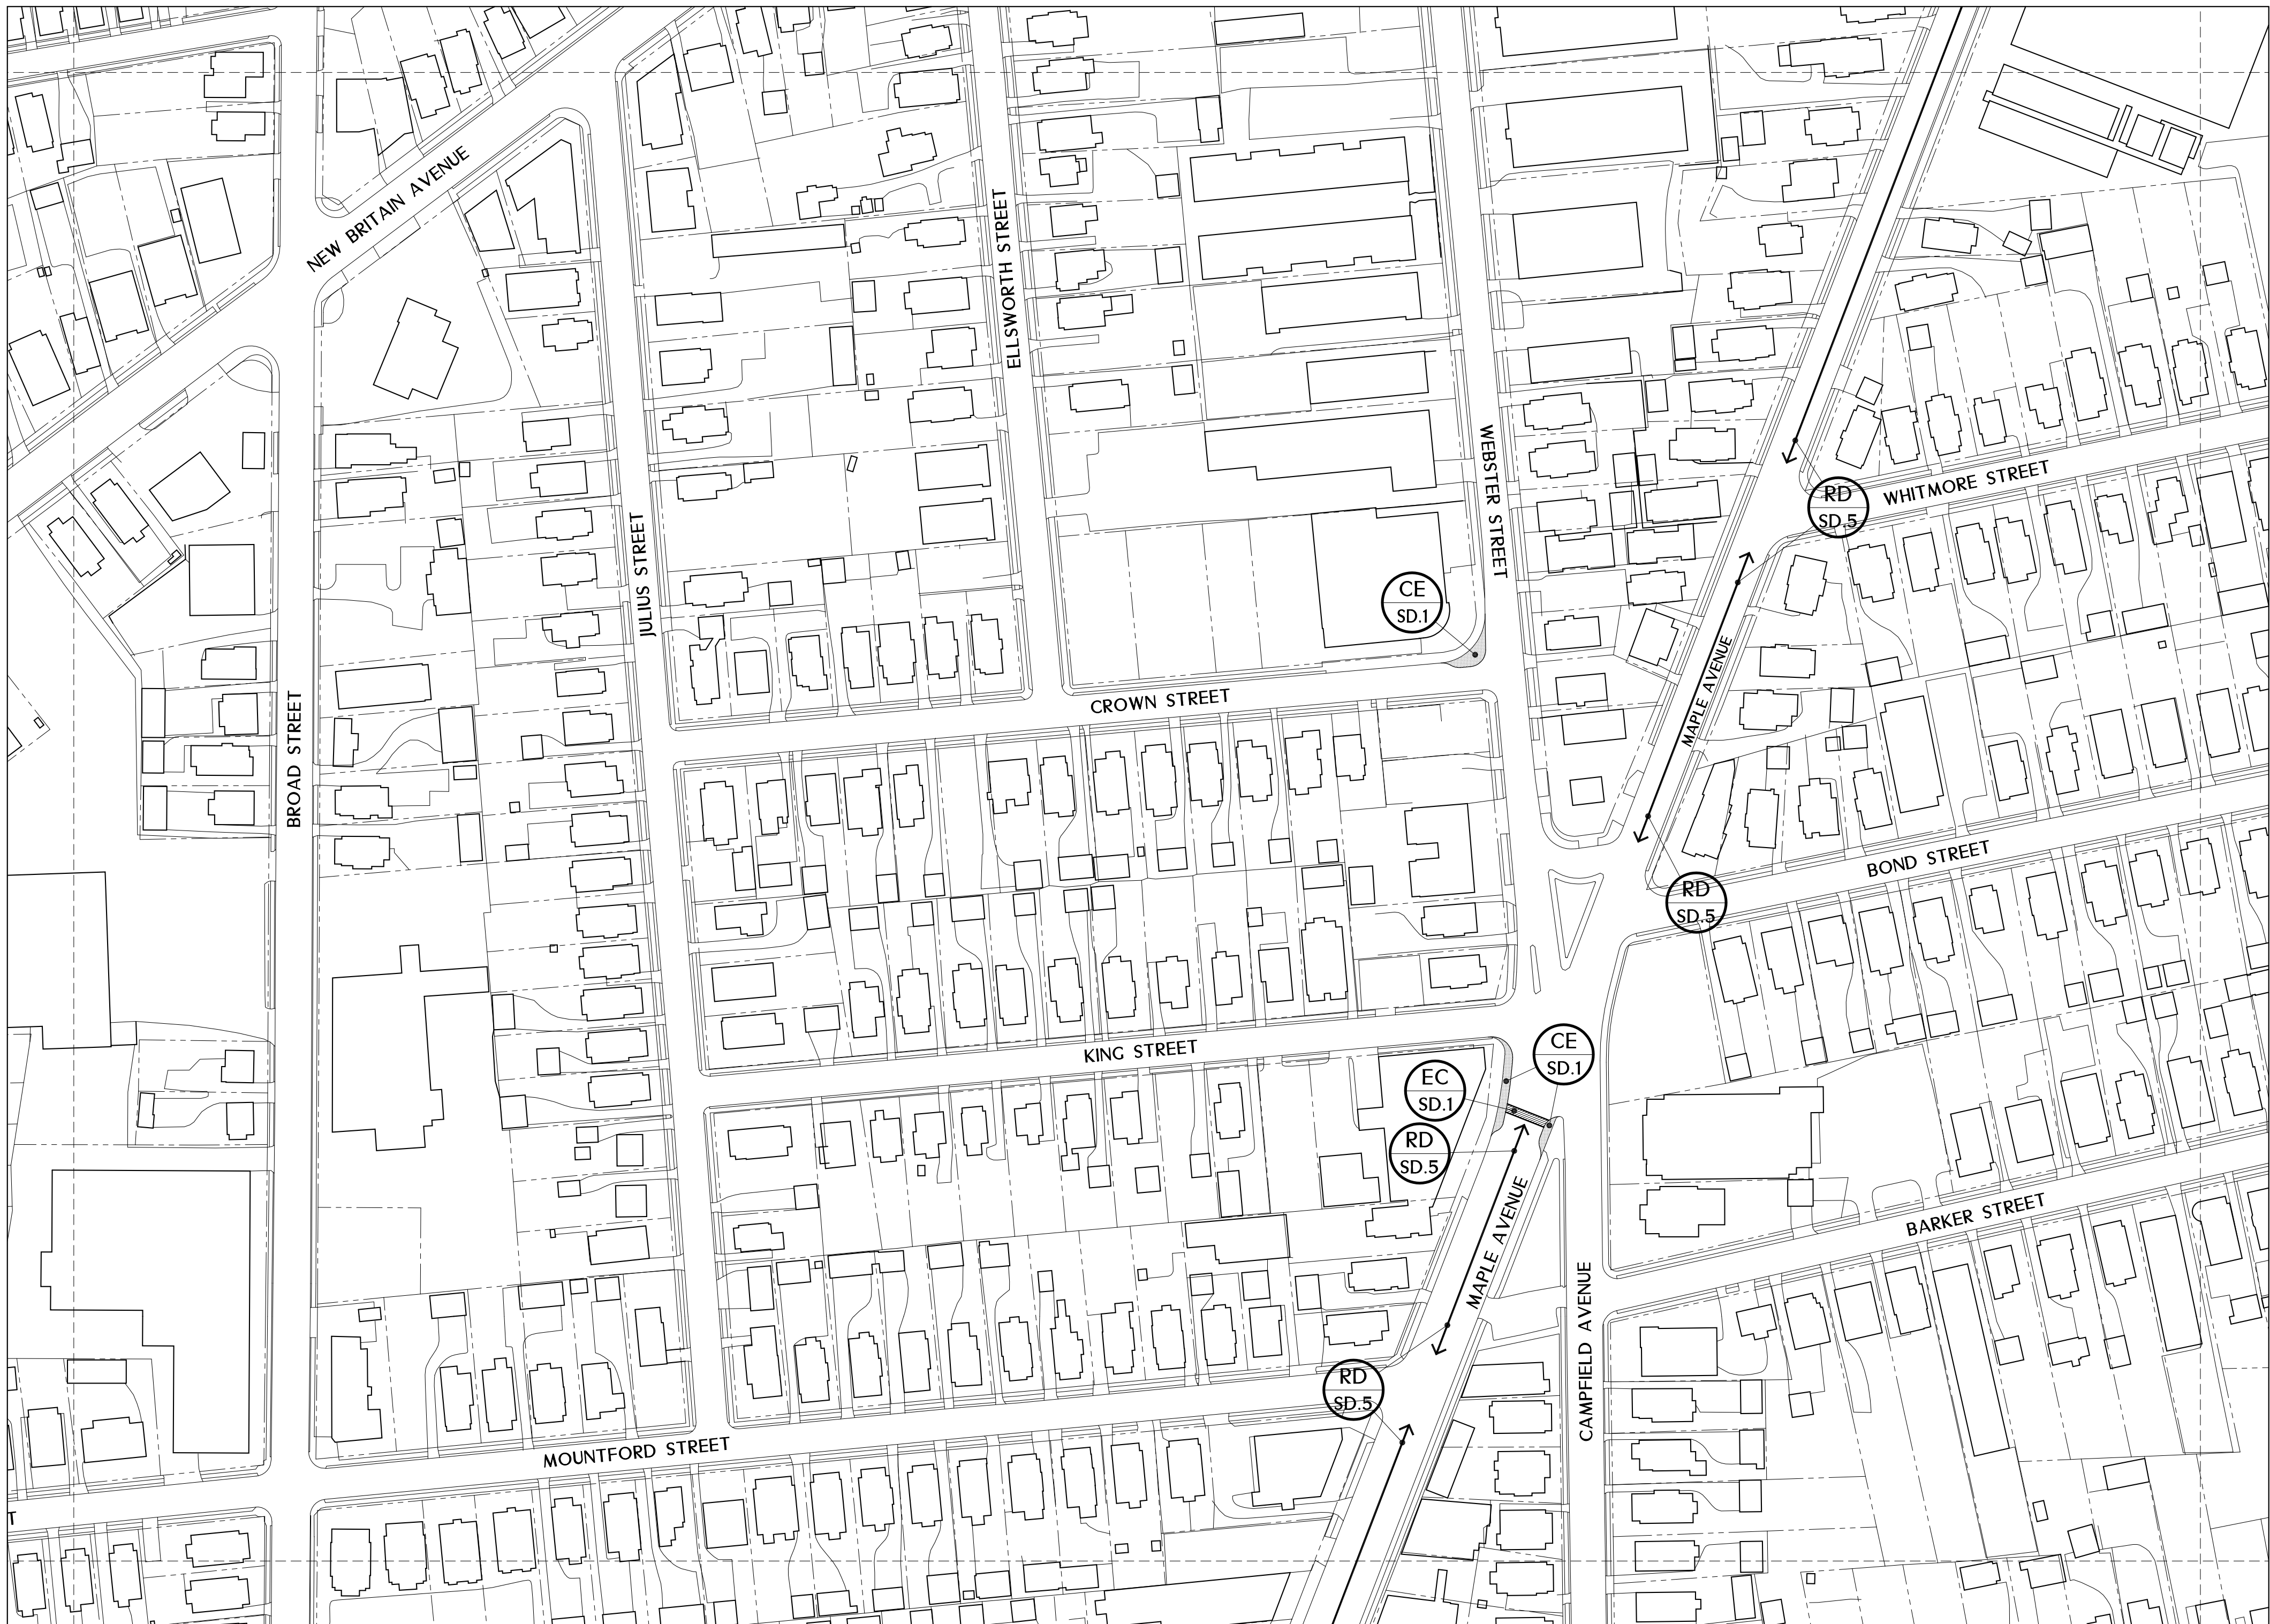 NEW BRITAIN AVENUE
ELLSWORTH STREET
WEBSTER STREET
WHITMORE STREET
RD
SD.5
JULIUS STREET
CE
SD.1
MAPLE AVENUE
CROWN STREET
BROAD STREET
BOND STREET
RD
SD.5
KING STREET
CE
SD.1
EC
SD.1
RD
SD.5
MAPLE AVENUE
BARKER STREET
CAMPFIELD AVENUE
RD
SD.5
MOUNTFORD STREET
T